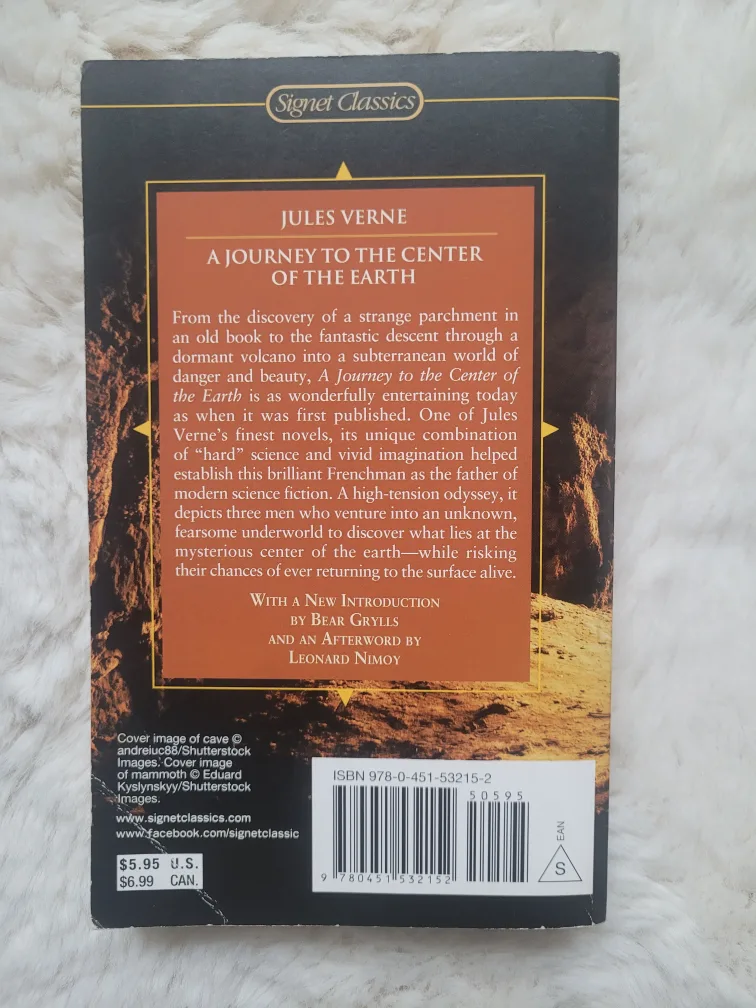 Signet Classics
JULES VERNE
A JOURNEY TO THE CENTER
OF THE EARTH
From the discovery of a strange parchment in
an old book to the fantastic descent through a
dormant volcano into a subterranean world of
danger and beauty, A Journey to the Center of
the Earth is as wonderfully entertaining today
as when it was first published. One of Jules
Verne's finest novels, its unique combination
of "hard" science and vivid imagination helped
establish this brilliant Frenchman as the father of
modern science fiction. A high-tension odyssey, it
depicts three men who venture into an unknown,
fearsome underworld to discover what lies at the
mysterious center of the earth—while risking
their chances of ever returning to the surface alive.
WITH A NEW INTRODUCTION
BY BEAR GRYLLS
AND AN AFTERWORD BY
LEONARD NIMOY
Cover image of cave ©
andreiuc88/Shutterstock
Images. Cover image
of mammoth © Eduard
Kyslynskyy/Shutterstock
Images.
www.signetclassics.com
www.facebook.com/signetclassic
$5.95 U.S.
$6.99 CAN.
ISBN 978-0-451-53215-2
50595
9 780451 532152
EAN
S